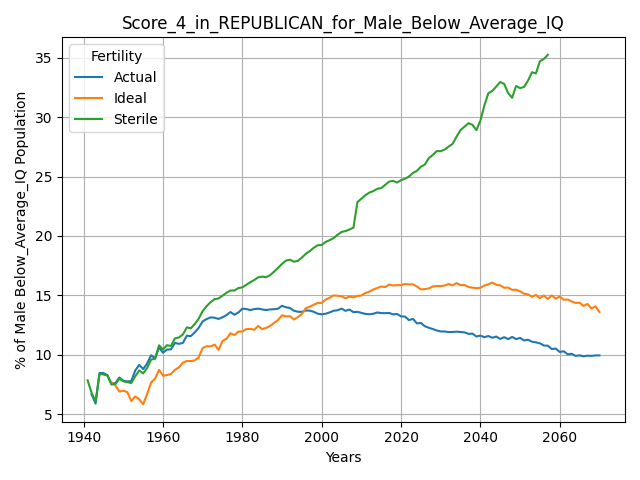 Score_4_in_REPUBLICAN_for_Male_Below_Average_IQ
% of Male Below_Average_IQ Population
35
30
25
20
15
10
5
Fertility
Actual
Ideal
Sterile
1940 1960 1980 2000 2020 2040 2060
Years